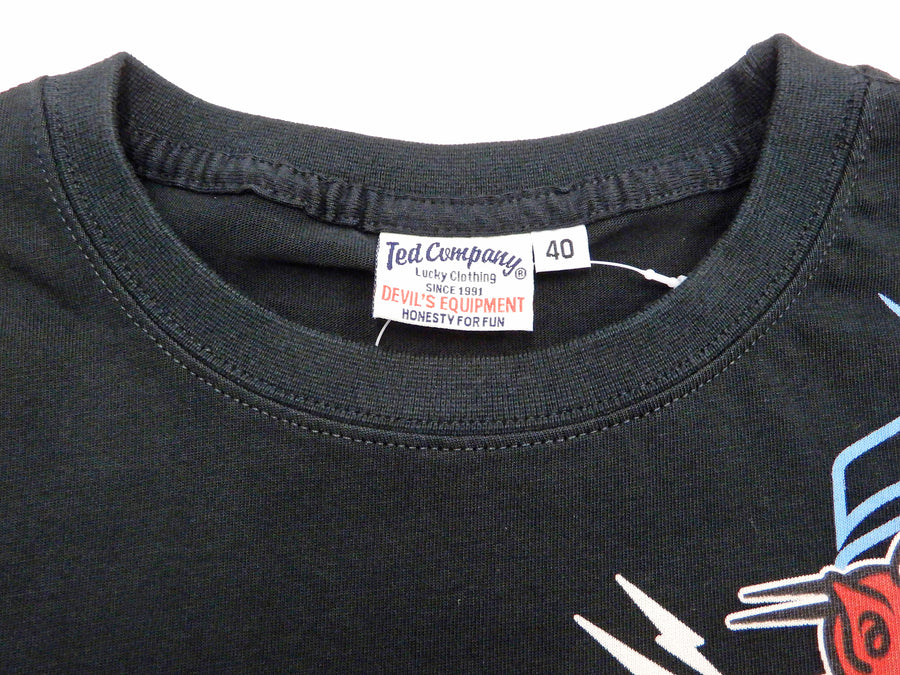 Ted Company®
Lucky Clothing
SINCE 1991
DEVIL'S EQUIPMENT
HONESTY FOR FUN
40